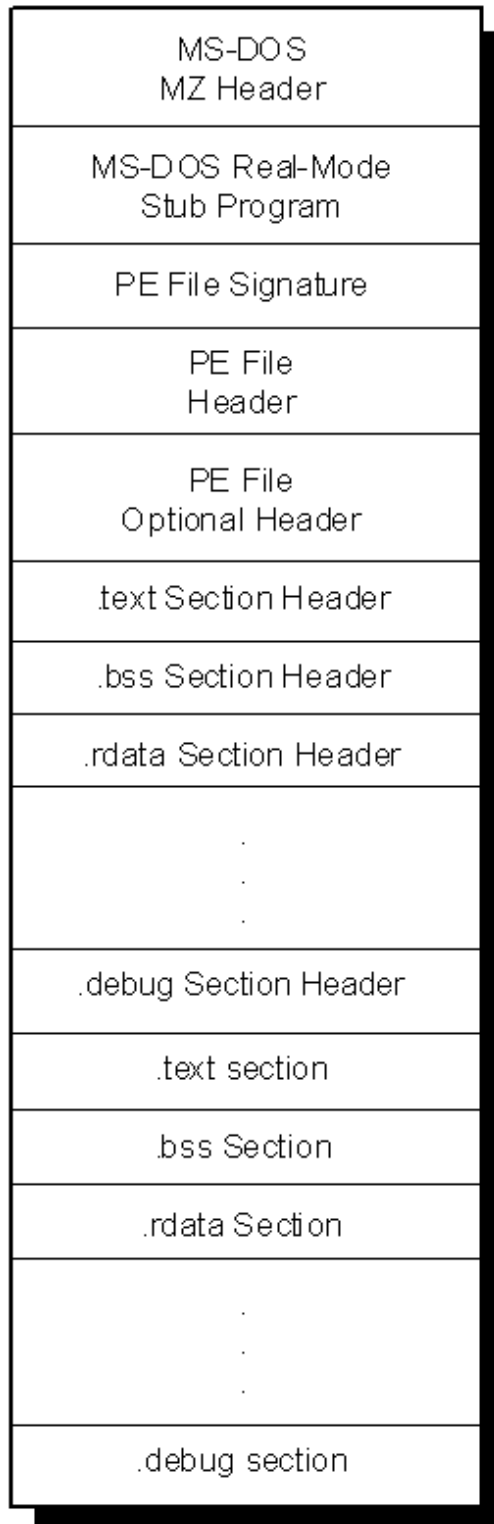 MS-DOS
MZ Header
MS-DOS Real-Mode
Stub Program
PE File Signature
PE File
Header
PE File
Optional Header
.text Section Header
.bss Section Header
.rdata Section Header
.
.
.
.debug Section Header
.text section
.bss Section
.rdata Section
.
.
.
.debug section